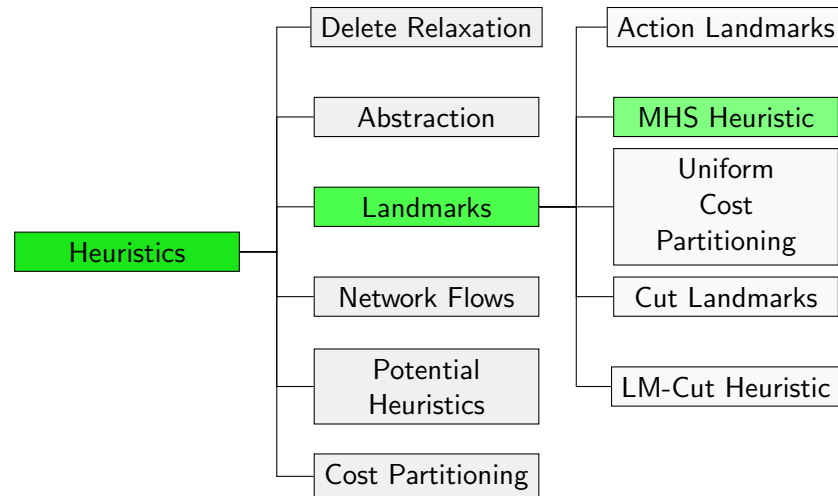 Heuristics
Delete Relaxation
Abstraction
Landmarks
Network Flows
Potential
Heuristics
Cost Partitioning
Action Landmarks
MHS Heuristic
Uniform
Cost
Partitioning
Cut Landmarks
LM-Cut Heuristic